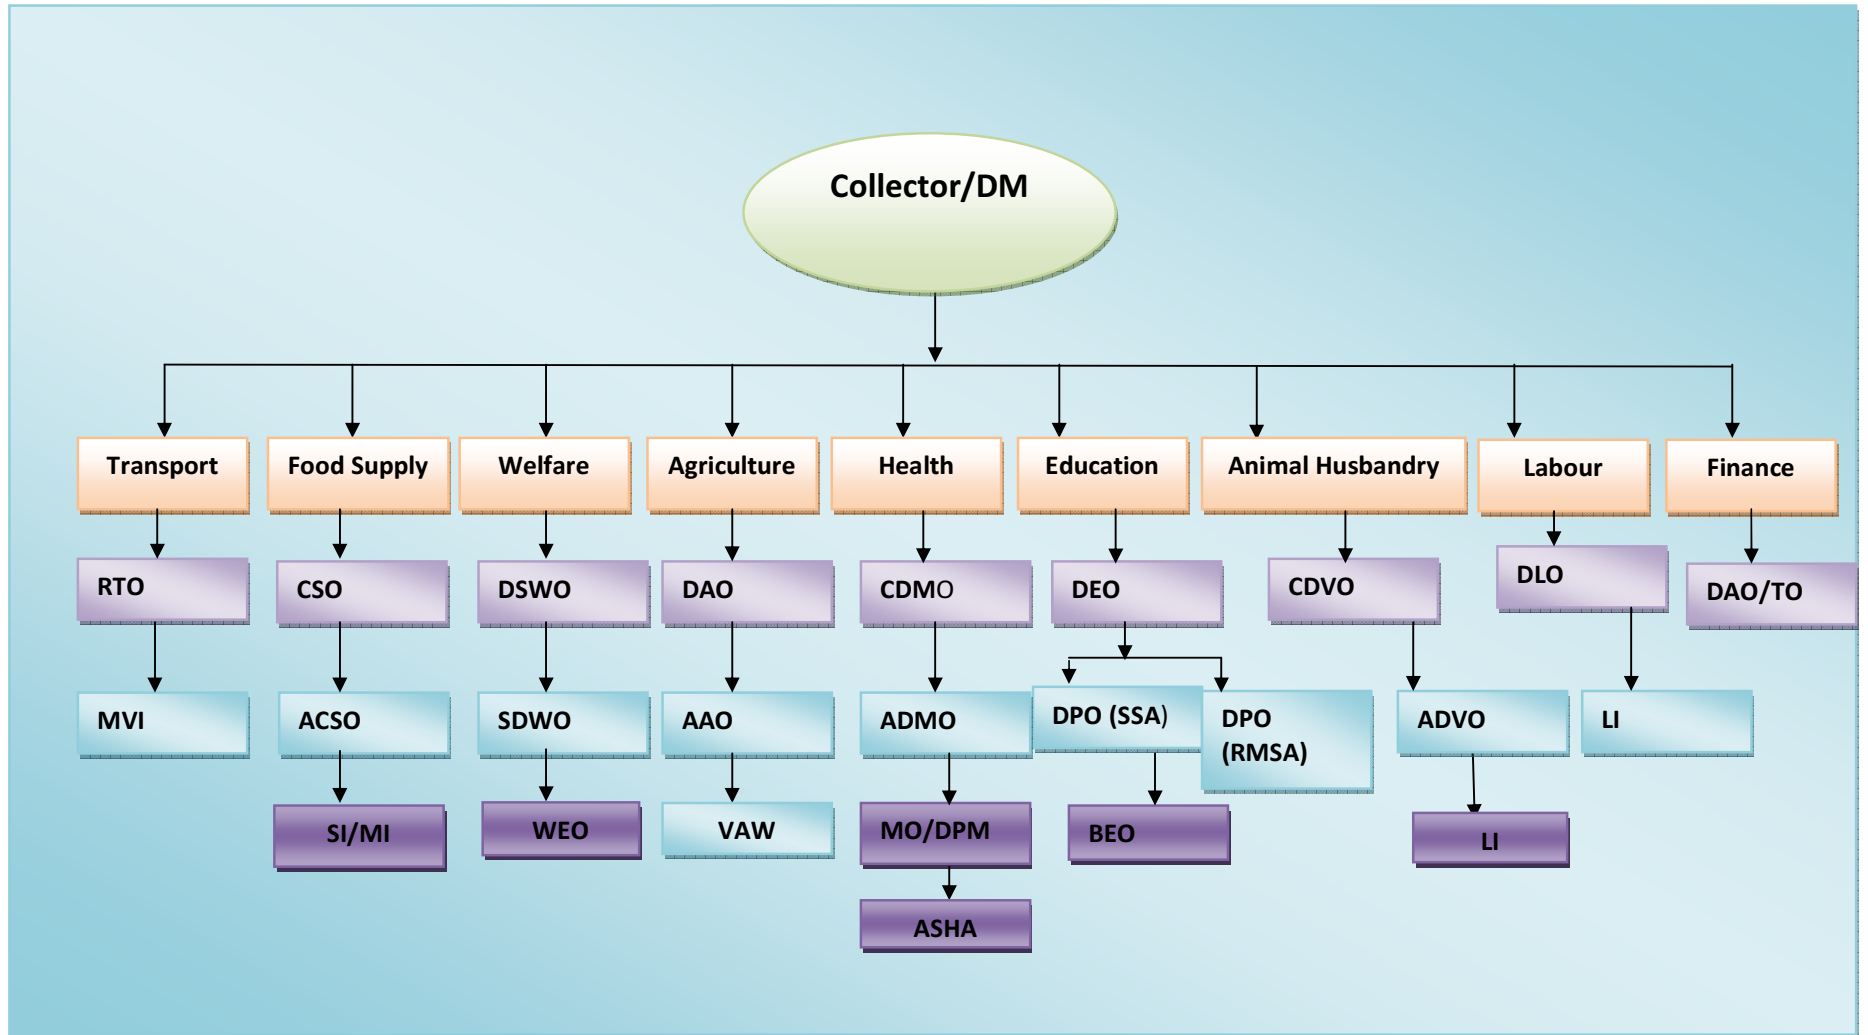 Collector/DM
Transport
Food Supply
Welfare
Agriculture
Health
Education
Animal Husbandry
Labour
Finance
RTO
CSO
DSWO
DAO
CDMO
DEO
CDVO
DLO
DAO/TO
MVI
ACSO
SDWO
AAO
ADMO
DPO (SSA)
DPO
(RMSA)
ADVO
LI
SI/MI
WEO
VAW
MO/DPM
BEO
LI
ASHA